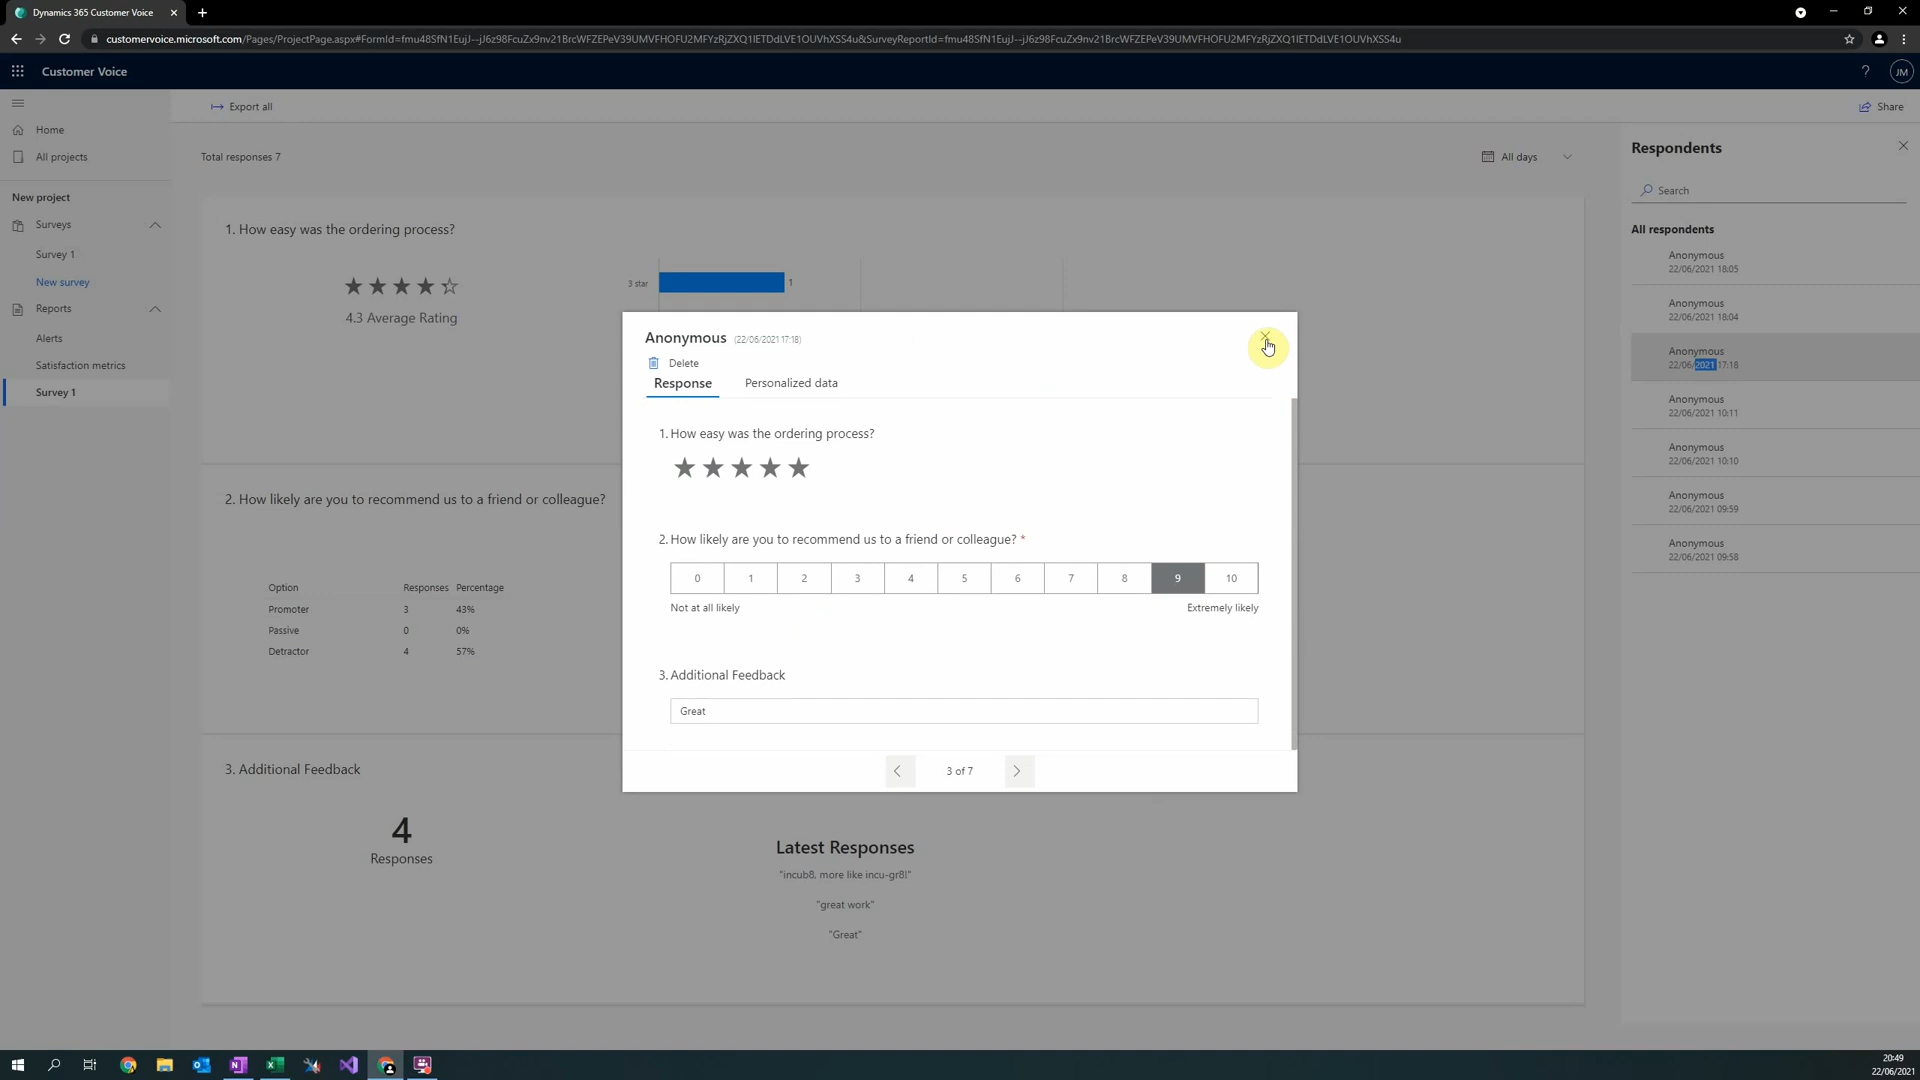 Dynamics 365 Customer Voice
customervoice.microsoft.com/Pages/ProjectPage.aspx#FormId=fmu48SfN1EujJ--jJ6z98FcuZx9nv21BrcWFZEPeV39UMVFHOFU2MFYzRjZXQ1lETDdLVE1OUVhXSS4u&SurveyReportId=fmu48SfN1EujJ--jJ6z98FcuZx9nv21BrcWFZEPeV39UMVFHOFU2MFYzRjZXQ1lETDdLVE1OUVhXSS4u
Customer Voice
? JM
Export all
Share
Home
All projects
New project
Surveys
Survey 1
New survey
Reports
Alerts
Satisfaction metrics
Survey 1
Total responses 7
All days
1. How easy was the ordering process?
4.3 Average Rating
3 star
1
2. How likely are you to recommend us to a friend or colleague?
Option Responses Percentage
Promoter 3 43%
Passive 0 0%
Detractor 4 57%
3. Additional Feedback
4
Responses
Latest Responses
"incub8, more like incu-gr8!"
"great work"
"Great"
Anonymous (22/06/2021 17:18)
Delete
Response Personalized data
1. How easy was the ordering process?
2. How likely are you to recommend us to a friend or colleague? *
0 1 2 3 4 5 6 7 8 9 10
Not at all likely Extremely likely
3. Additional Feedback
Great
3 of 7
Respondents
Search
All respondents
Anonymous
22/06/2021 18:05
Anonymous
22/06/2021 18:04
Anonymous
22/06/2021 17:18
Anonymous
22/06/2021 10:11
Anonymous
22/06/2021 10:10
Anonymous
22/06/2021 09:59
Anonymous
22/06/2021 09:58
20:49
22/06/2021